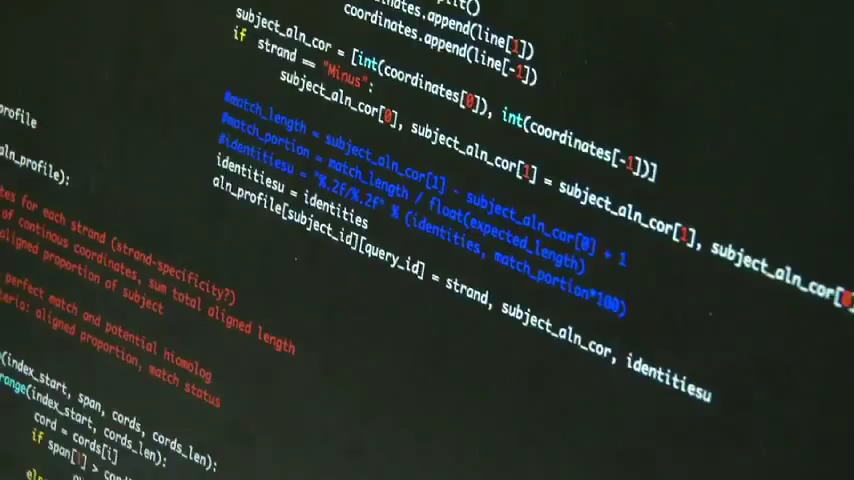 coordinates.append(line[1])
coordinates.append(line[-1])
subject_aln_cor = [int(coordinates[0]), int(coordinates[-1])]
if strand == "Minus":
subject_aln_cor[0], subject_aln_cor[1] = subject_aln_cor[1], subject_aln_cor[0]
#match_length = subject_aln_cor[1] - subject_aln_cor[0] + 1
#match_portion = match_length / float(expected_length)
#identitiesu = "%.2f/%.2f" % (identities, match_portion*100)
identitiesu = identities
aln_profile[subject_id][query_id] = strand, subject_aln_cor, identitiesu
profile
aln_profile):
for each strand (strand-specificity?)
of continous coordinates, sum total aligned length
aligned proportion of subject
perfect match and potential hiomolog
aligned proportion, match status
(index_start, span, cords, cords_len):
range(index_start, cords_len):
cord = cords[i]
if span[1] >